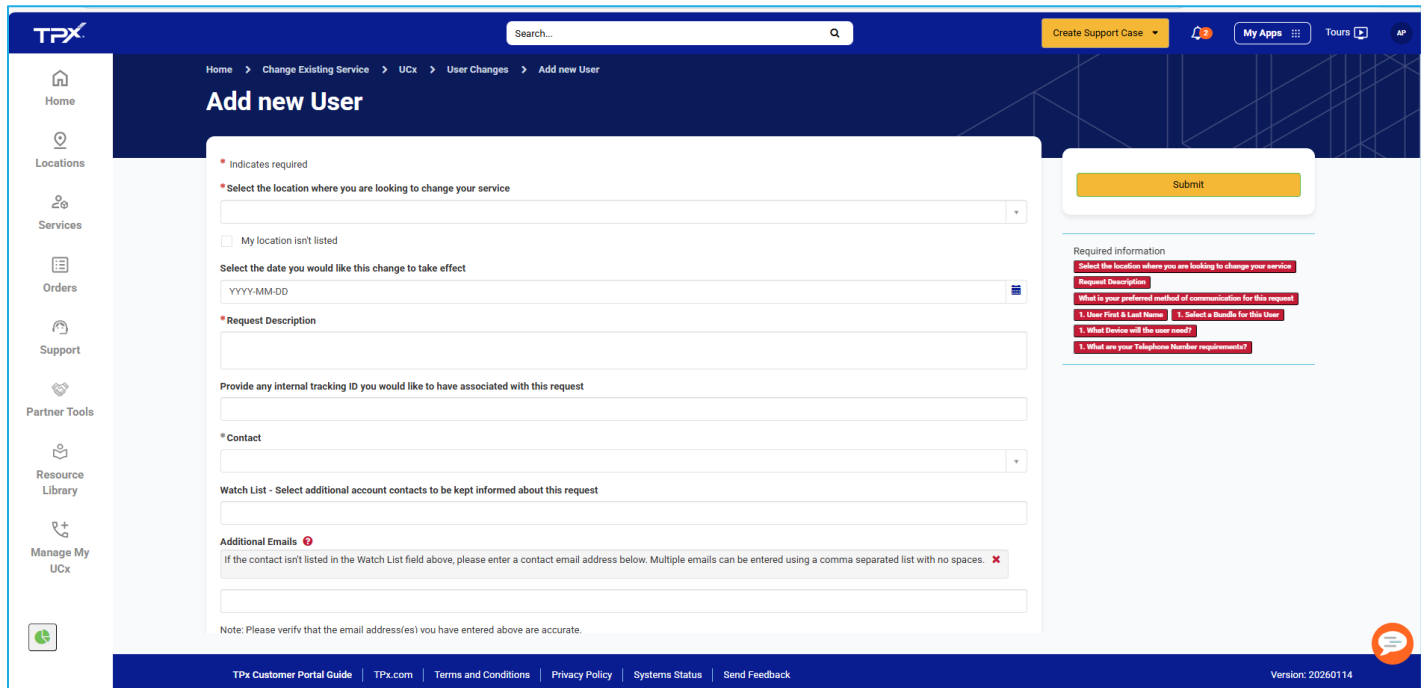 TPX
Search...
Create Support Case
2
My Apps
Tours
AP
Home
Locations
Services
Orders
Support
Partner Tools
Resource
Library
Manage My
UCx
Home > Change Existing Service > UCx > User Changes > Add new User
Add new User
* Indicates required
*Select the location where you are looking to change your service
My location isn't listed
Select the date you would like this change to take effect
YYYY-MM-DD
*Request Description
Provide any internal tracking ID you would like to have associated with this request
*Contact
Watch List - Select additional account contacts to be kept informed about this request
Additional Emails ?
If the contact isn't listed in the Watch List field above, please enter a contact email address below. Multiple emails can be entered using a comma separated list with no spaces.
Note: Please verify that the email address(es) you have entered above are accurate.
Submit
Required information
Select the location where you are looking to change your service
Request Description
What is your preferred method of communication for this request
1. User First & Last Name 1. Select a Bundle for this User
1. What Device will the user need?
1. What are your Telephone Number requirements?
TPx Customer Portal Guide | TPx.com | Terms and Conditions | Privacy Policy | Systems Status | Send Feedback
Version: 20260114